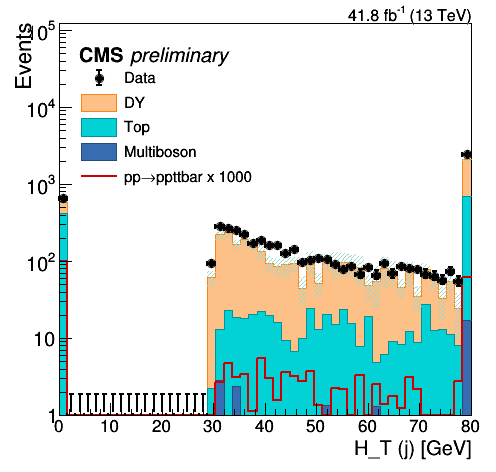 41.8 fb⁻¹ (13 TeV)
Events
CMS preliminary
Data
DY
Top
Multiboson
pp→ppttbar x 1000
10⁵
10⁴
10³
10²
10
1
0 10 20 30 40 50 60 70 80
H_T (j) [GeV]